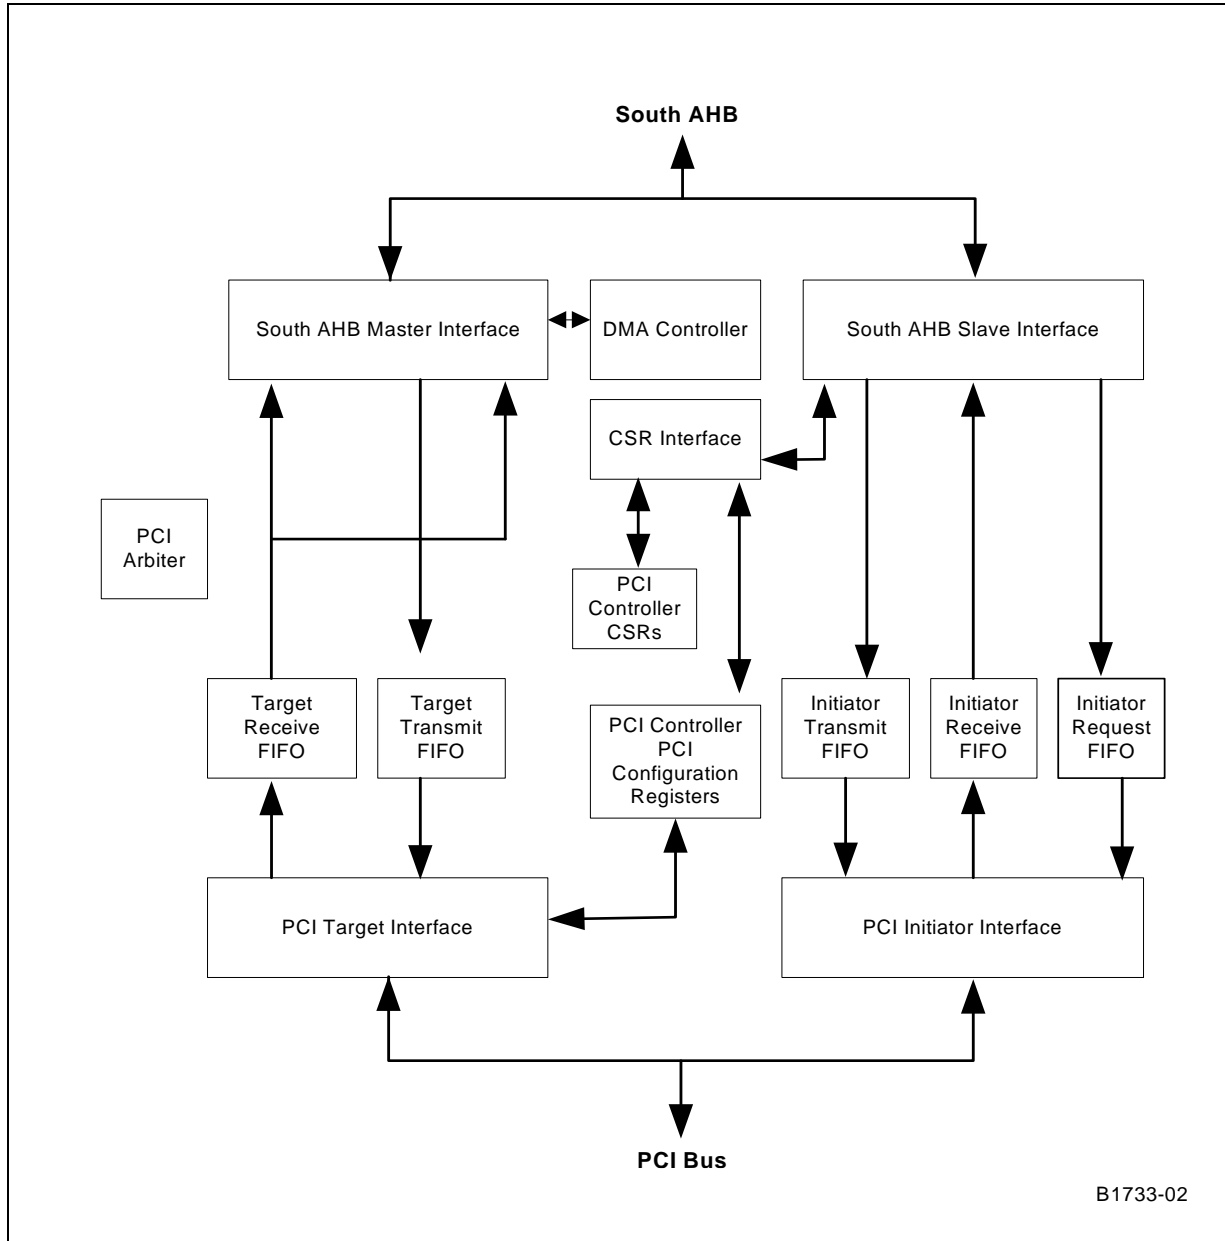 South AHB
South AHB Master Interface
DMA Controller
South AHB Slave Interface
CSR Interface
PCI
Arbiter
PCI
Controller
CSRs
Target
Receive
FIFO
Target
Transmit
FIFO
PCI Controller
PCI
Configuration
Registers
Initiator
Transmit
FIFO
Initiator
Receive
FIFO
Initiator
Request
FIFO
PCI Target Interface
PCI Initiator Interface
PCI Bus
B1733-02